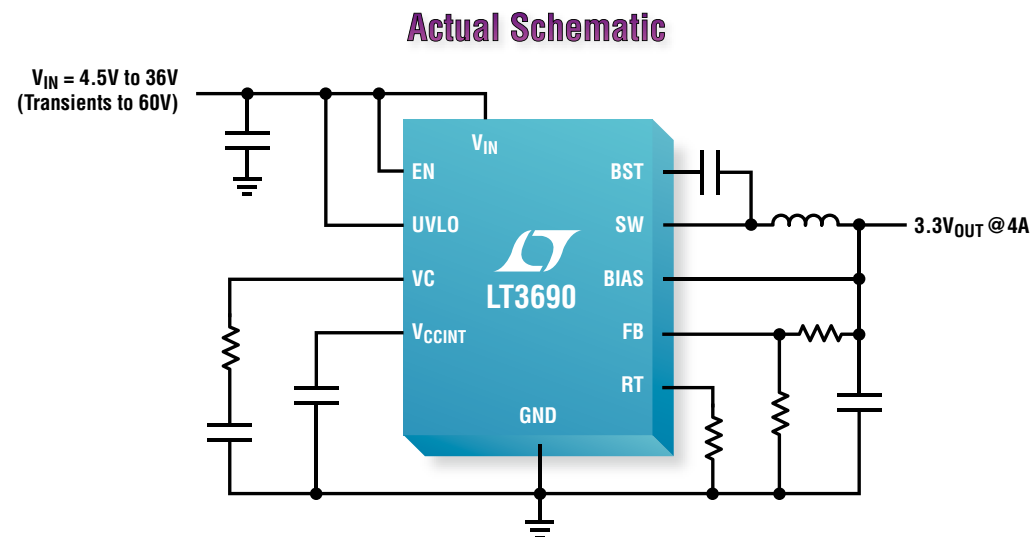 Actual Schematic
VIN = 4.5V to 36V
(Transients to 60V)
VIN
EN
BST
UVLO
SW
3.3VOUT @ 4A
VC
BIAS
LT3690
VCCINT
FB
RT
GND